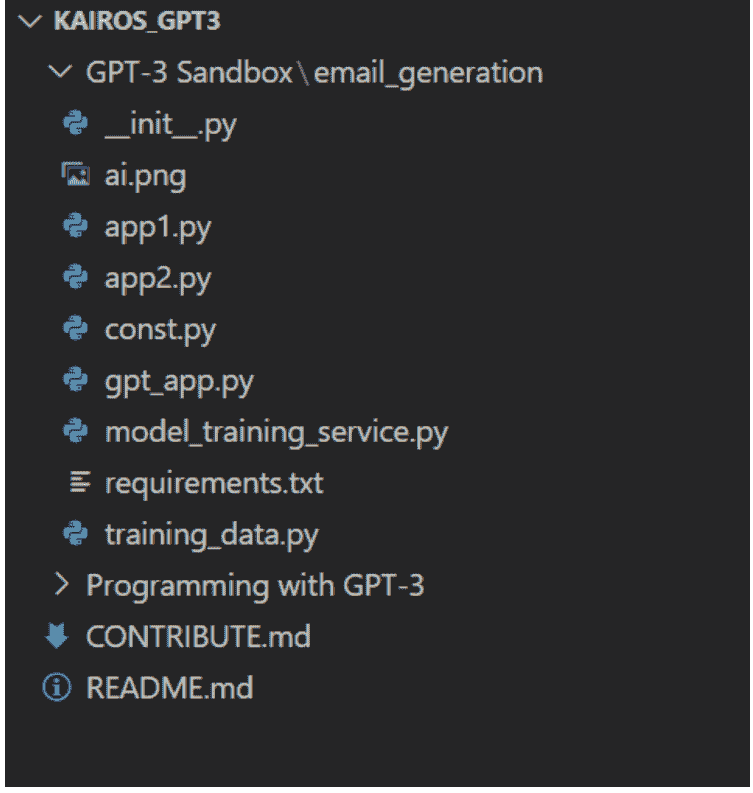 KAIROS_GPT3
GPT-3 Sandbox\email_generation
__init__.py
ai.png
app1.py
app2.py
const.py
gpt_app.py
model_training_service.py
requirements.txt
training_data.py
Programming with GPT-3
CONTRIBUTE.md
README.md